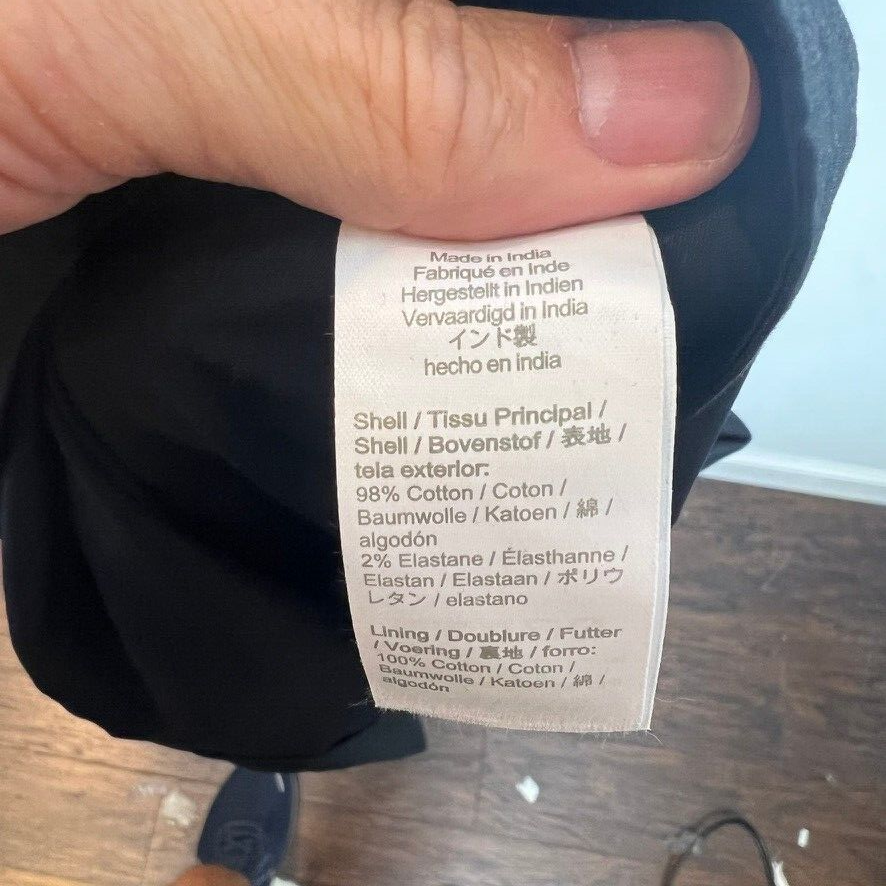 Made in India
Fabriqué en Inde
Hergestellt in Indien
Vervaardigd in India
インド製
hecho en india
Shell / Tissu Principal /
Shell / Bovenstof / 表地 /
tela exterior:
98% Cotton / Coton /
Baumwolle / Katoen / 綿 /
algodón
2% Elastane / Élasthanne /
Elastan / Elastaan / ポリウ
レタン / elastano
Lining / Doublure / Futter
/ Voering / 裏地 / forro:
100% Cotton / Coton /
Baumwolle / Katoen / 綿 /
algodón